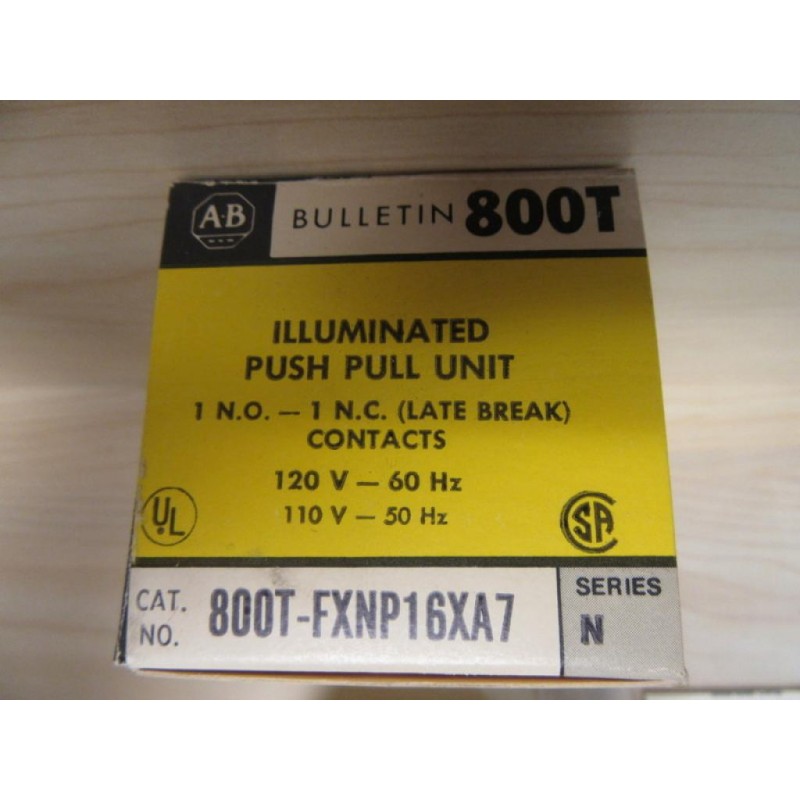 A-B BULLETIN 800T
ILLUMINATED
PUSH PULL UNIT
1 N.O. — 1 N.C. (LATE BREAK)
CONTACTS
120 V — 60 Hz
110 V — 50 Hz
UL
SA
CAT. NO. 800T-FXNP16XA7
SERIES
N